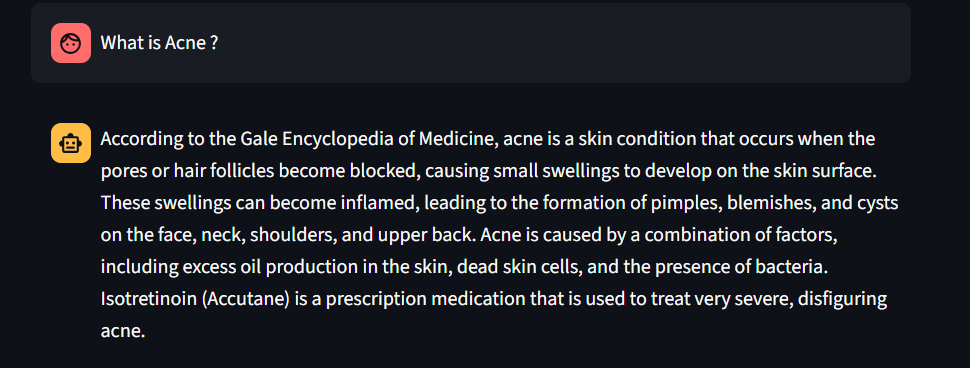 What is Acne ?
According to the Gale Encyclopedia of Medicine, acne is a skin condition that occurs when the
pores or hair follicles become blocked, causing small swellings to develop on the skin surface.
These swellings can become inflamed, leading to the formation of pimples, blemishes, and cysts
on the face, neck, shoulders, and upper back. Acne is caused by a combination of factors,
including excess oil production in the skin, dead skin cells, and the presence of bacteria.
Isotretinoin (Accutane) is a prescription medication that is used to treat very severe, disfiguring
acne.